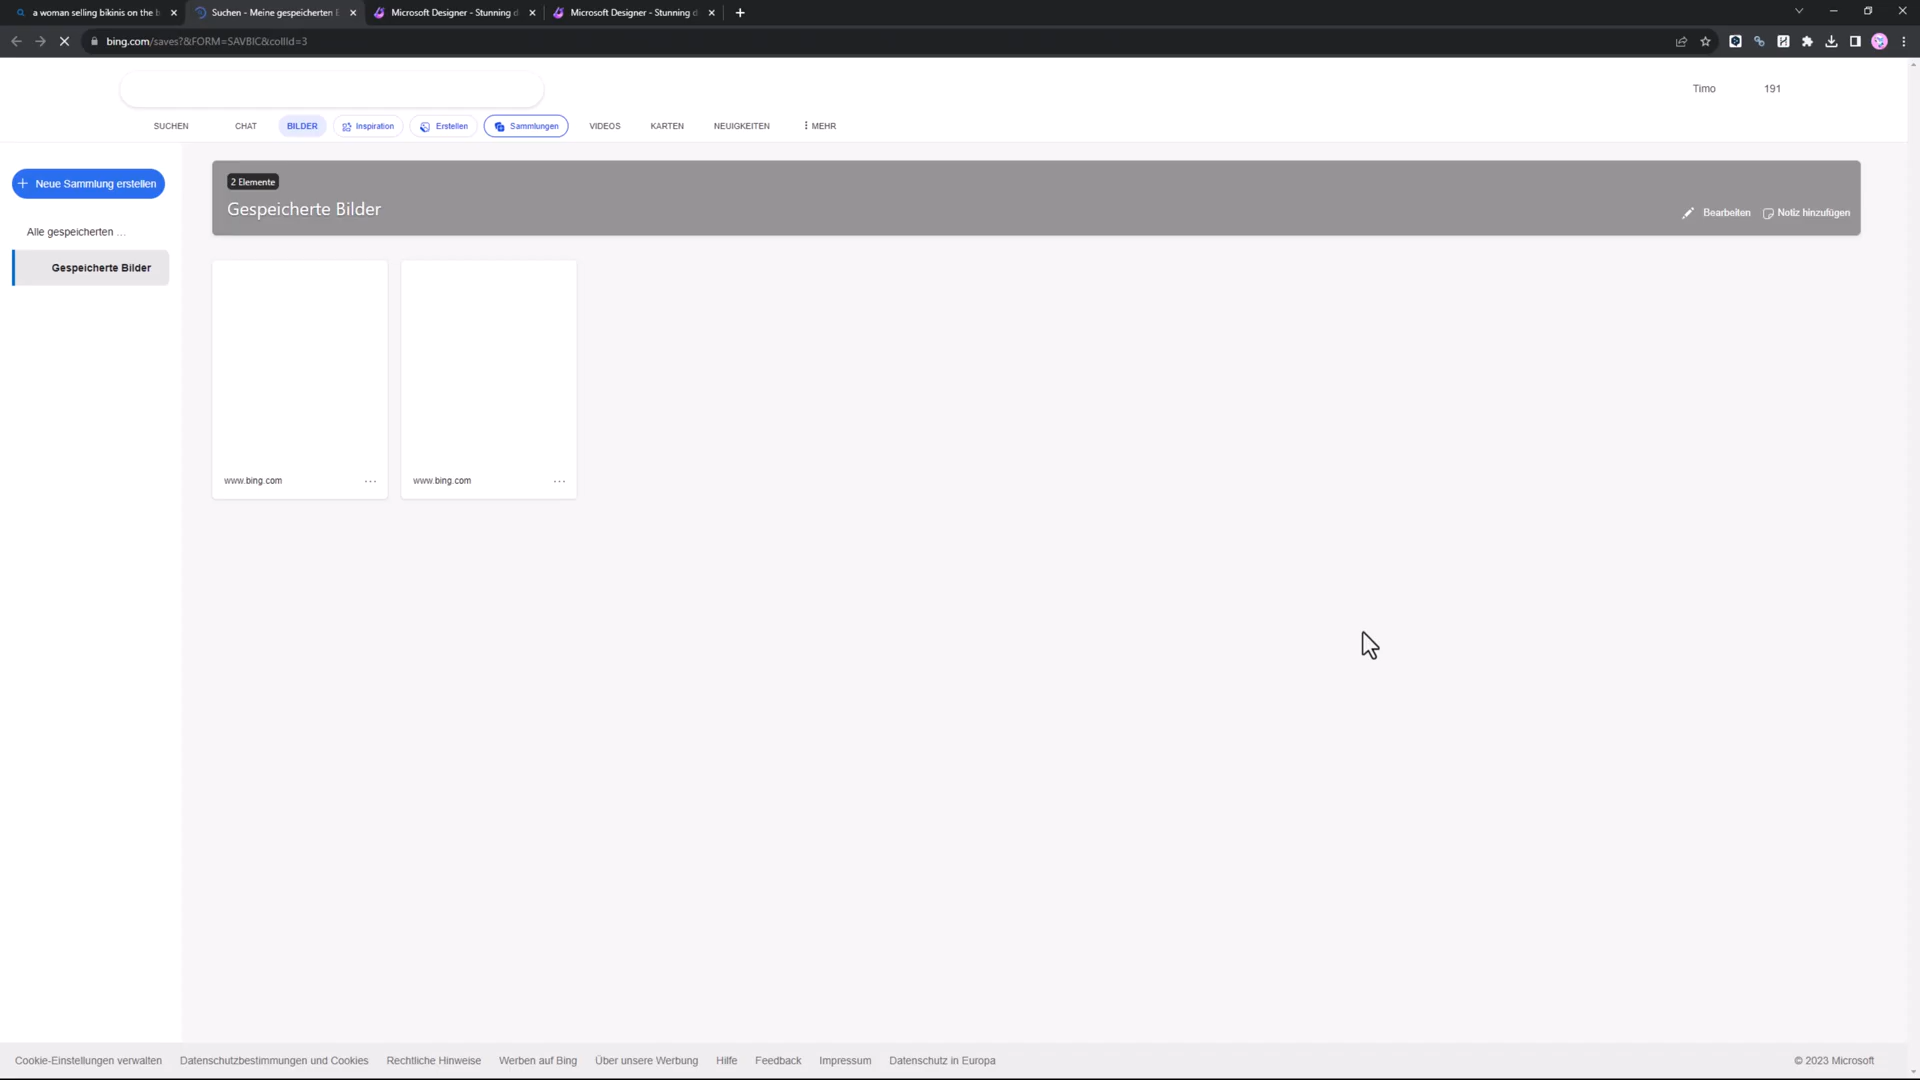 a woman selling bikinis on the b
Suchen - Meine gespeicherten
Microsoft Designer - Stunning d
Microsoft Designer - Stunning d
bing.com/saves?&FORM=SAVBIC&collId=3
Timo
191
SUCHEN
CHAT
BILDER
Inspiration
Erstellen
Sammlungen
VIDEOS
KARTEN
NEUIGKEITEN
MEHR
Neue Sammlung erstellen
Alle gespeicherten ...
Gespeicherte Bilder
2 Elemente
Gespeicherte Bilder
Bearbeiten
Notiz hinzufügen
www.bing.com
www.bing.com
Cookie-Einstellungen verwalten
Datenschutzbestimmungen und Cookies
Rechtliche Hinweise
Werben auf Bing
Über unsere Werbung
Hilfe
Feedback
Impressum
Datenschutz in Europa
© 2023 Microsoft